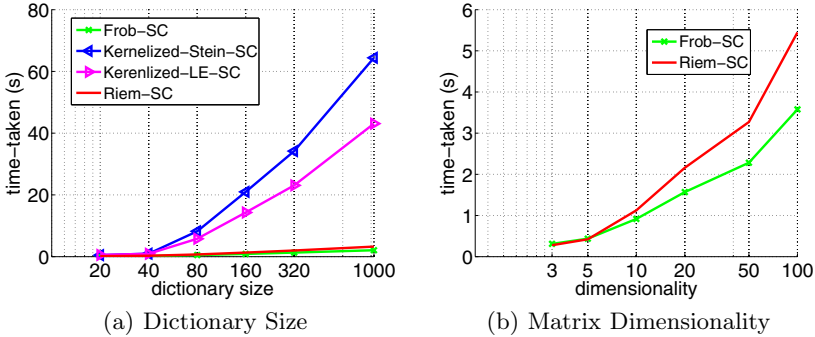 80
60
40
20
0
time-taken (s)
Frob-SC
Kernelized-Stein-SC
Kerenlized-LE-SC
Riem-SC
20 40 80 160 320 1000
dictionary size
(a) Dictionary Size
6
5
4
3
2
1
0
time-taken (s)
Frob-SC
Riem-SC
3 5 10 20 50 100
dimensionality
(b) Matrix Dimensionality